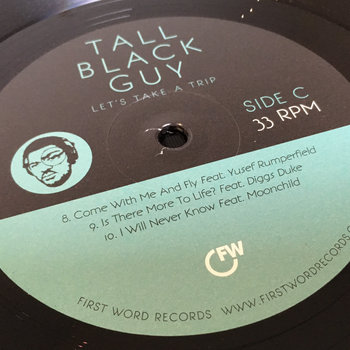 TALL
BLACK
GUY
LET'S TAKE A TRIP
SIDE C
33 RPM
8. Come With Me And Fly Feat. Yusef Rumperfield
9. Is There More To Life? Feat. Diggs Duke
10. I Will Never Know Feat. Moonchild
FW
FIRST WORD RECORDS WWW.FIRSTWORDRECORDS.C